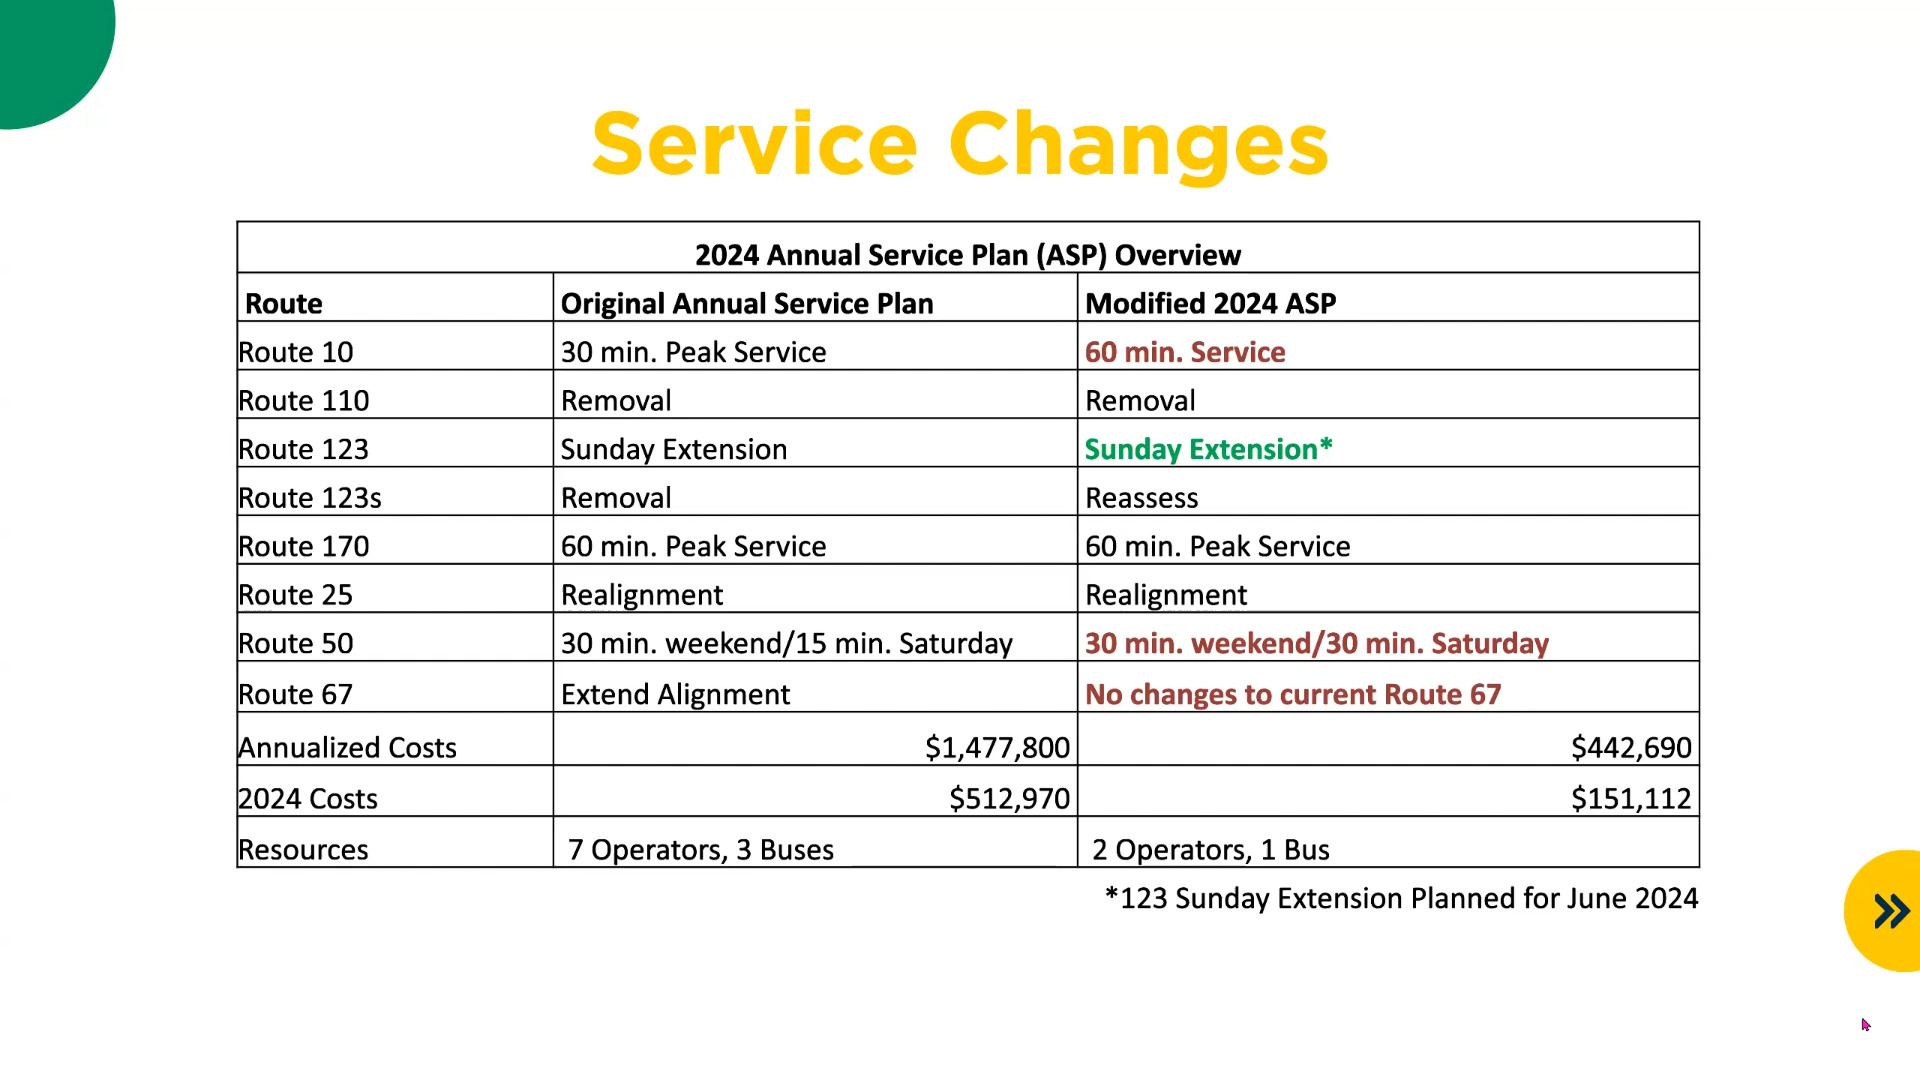 Service Changes
2024 Annual Service Plan (ASP) Overview
Route Original Annual Service Plan Modified 2024 ASP
Route 10 30 min. Peak Service 60 min. Service
Route 110 Removal Removal
Route 123 Sunday Extension Sunday Extension*
Route 123s Removal Reassess
Route 170 60 min. Peak Service 60 min. Peak Service
Route 25 Realignment Realignment
Route 50 30 min. weekend/15 min. Saturday 30 min. weekend/30 min. Saturday
Route 67 Extend Alignment No changes to current Route 67
Annualized Costs $1,477,800 $442,690
2024 Costs $512,970 $151,112
Resources 7 Operators, 3 Buses 2 Operators, 1 Bus
*123 Sunday Extension Planned for June 2024